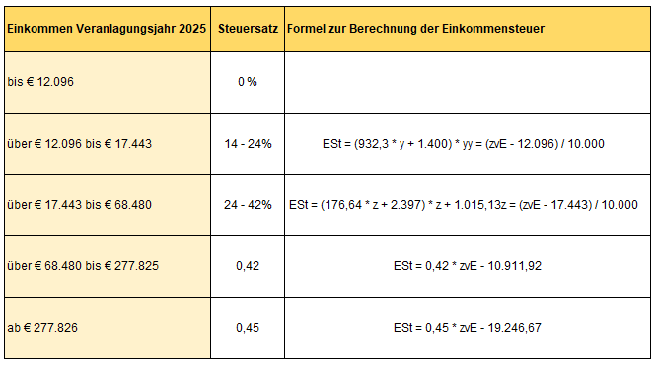 Einkommen Veranlagungsjahr 2025 Steuersatz Formel zur Berechnung der Einkommensteuer
bis € 12.096 0 %
über € 12.096 bis € 17.443 14 - 24% ESt = (932,3 * y + 1.400) * yy = (zvE - 12.096) / 10.000
über € 17.443 bis € 68.480 24 - 42% ESt = (176,64 * z + 2.397) * z + 1.015,13z = (zvE - 17.443) / 10.000
über € 68.480 bis € 277.825 0,42 ESt = 0,42 * zvE - 10.911,92
ab € 277.826 0,45 ESt = 0,45 * zvE - 19.246,67